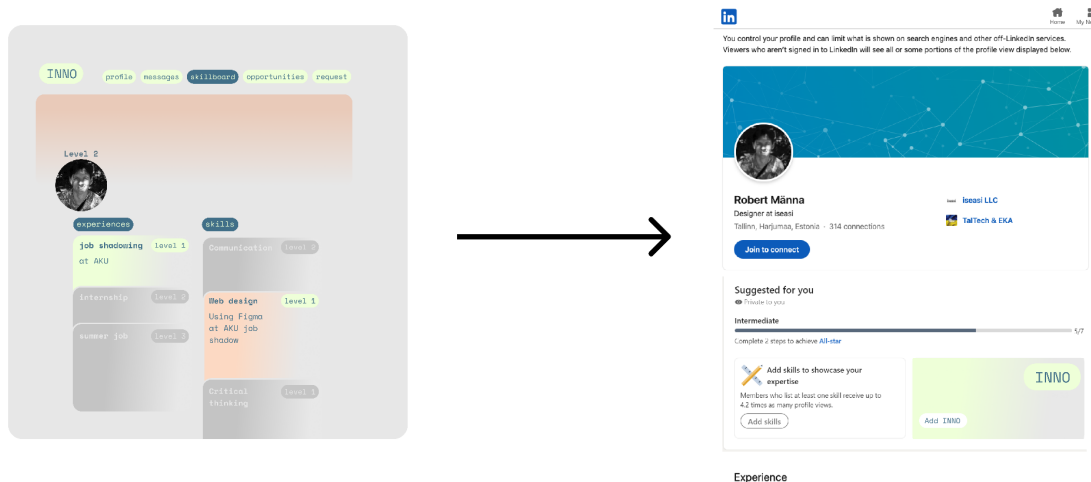 INNO
profile
messages
skillboard
opportunities
request
Level 2
experiences
job shadowing
level 1
at AKU
internship
level 2
summer job
level 3
skills
Communication
level 2
Web design
level 1
Using Figma
at AKU job
shadow
Critical
thinking
level 1
in
Home
My N
You control your profile and can limit what is shown on search engines and other off-LinkedIn services.
Viewers who aren't signed in to LinkedIn will see all or some portions of the profile view displayed below.
Robert Männa
Designer at iseasi
Tallinn, Harjumaa, Estonia · 314 connections
Join to connect
iseasi LLC
TalTech & EKA
Suggested for you
Private to you
Intermediate
5/7
Complete 2 steps to achieve All-star
Add skills to showcase your
expertise
Members who list at least one skill receive up to
4.2 times as many profile views.
Add skills
INNO
Add INNO
Experience